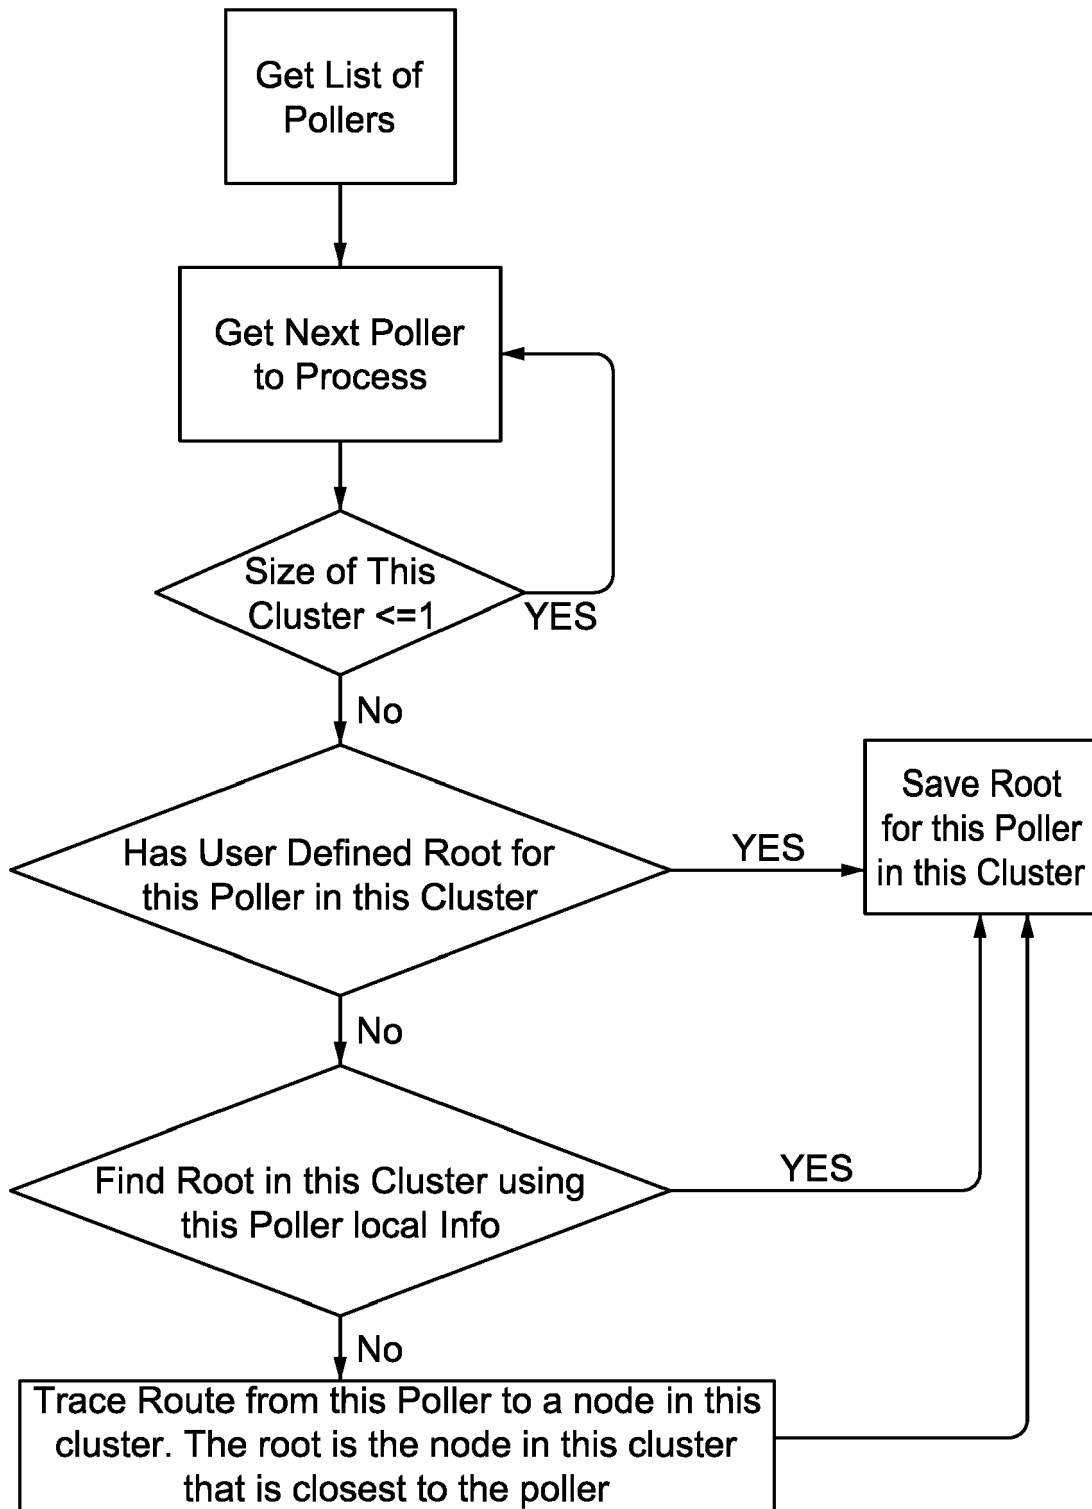 Get List of
Pollers
Get Next Poller
to Process
Size of This
Cluster <=1
YES
No
Has User Defined Root for
this Poller in this Cluster
YES
Save Root
for this Poller
in this Cluster
No
Find Root in this Cluster using
this Poller local Info
YES
No
Trace Route from this Poller to a node in this
cluster. The root is the node in this cluster
that is closest to the poller